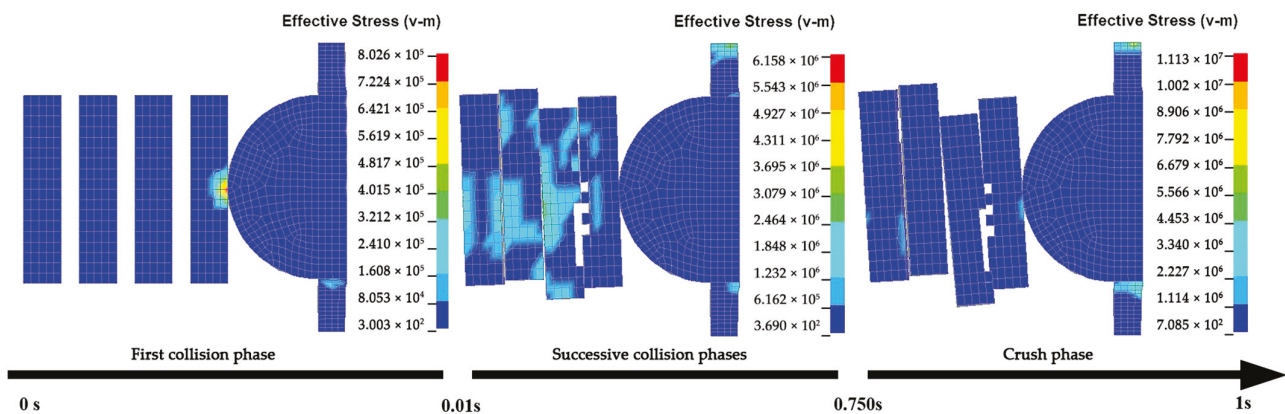 Effective Stress (v-m)
8.026 × 10⁵
7.224 × 10⁵
6.421 × 10⁵
5.619 × 10⁵
4.817 × 10⁵
4.015 × 10⁵
3.212 × 10⁵
2.410 × 10⁵
1.608 × 10⁵
8.053 × 10⁴
3.003 × 10²
Effective Stress (v-m)
6.158 × 10⁶
5.543 × 10⁶
4.927 × 10⁶
4.311 × 10⁶
3.695 × 10⁶
3.079 × 10⁶
2.464 × 10⁶
1.848 × 10⁶
1.232 × 10⁶
6.162 × 10⁵
3.690 × 10²
Effective Stress (v-m)
1.113 × 10⁷
1.002 × 10⁷
8.906 × 10⁶
7.792 × 10⁶
6.679 × 10⁶
5.566 × 10⁶
4.453 × 10⁶
3.340 × 10⁶
2.227 × 10⁶
1.114 × 10⁶
7.085 × 10²
First collision phase
Successive collision phases
Crush phase
0 s
0.01s
0.750s
1s